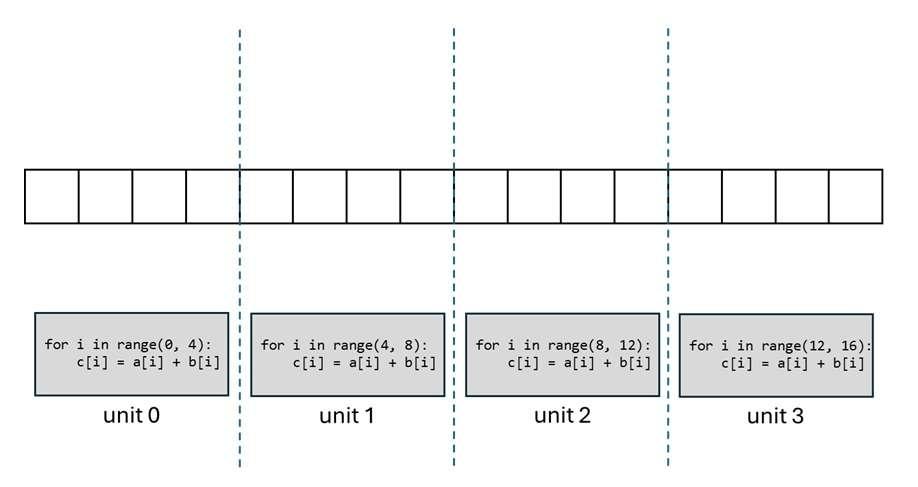 for i in range(0, 4):
    c[i] = a[i] + b[i]
unit 0
for i in range(4, 8):
    c[i] = a[i] + b[i]
unit 1
for i in range(8, 12):
    c[i] = a[i] + b[i]
unit 2
for i in range(12, 16):
    c[i] = a[i] + b[i]
unit 3